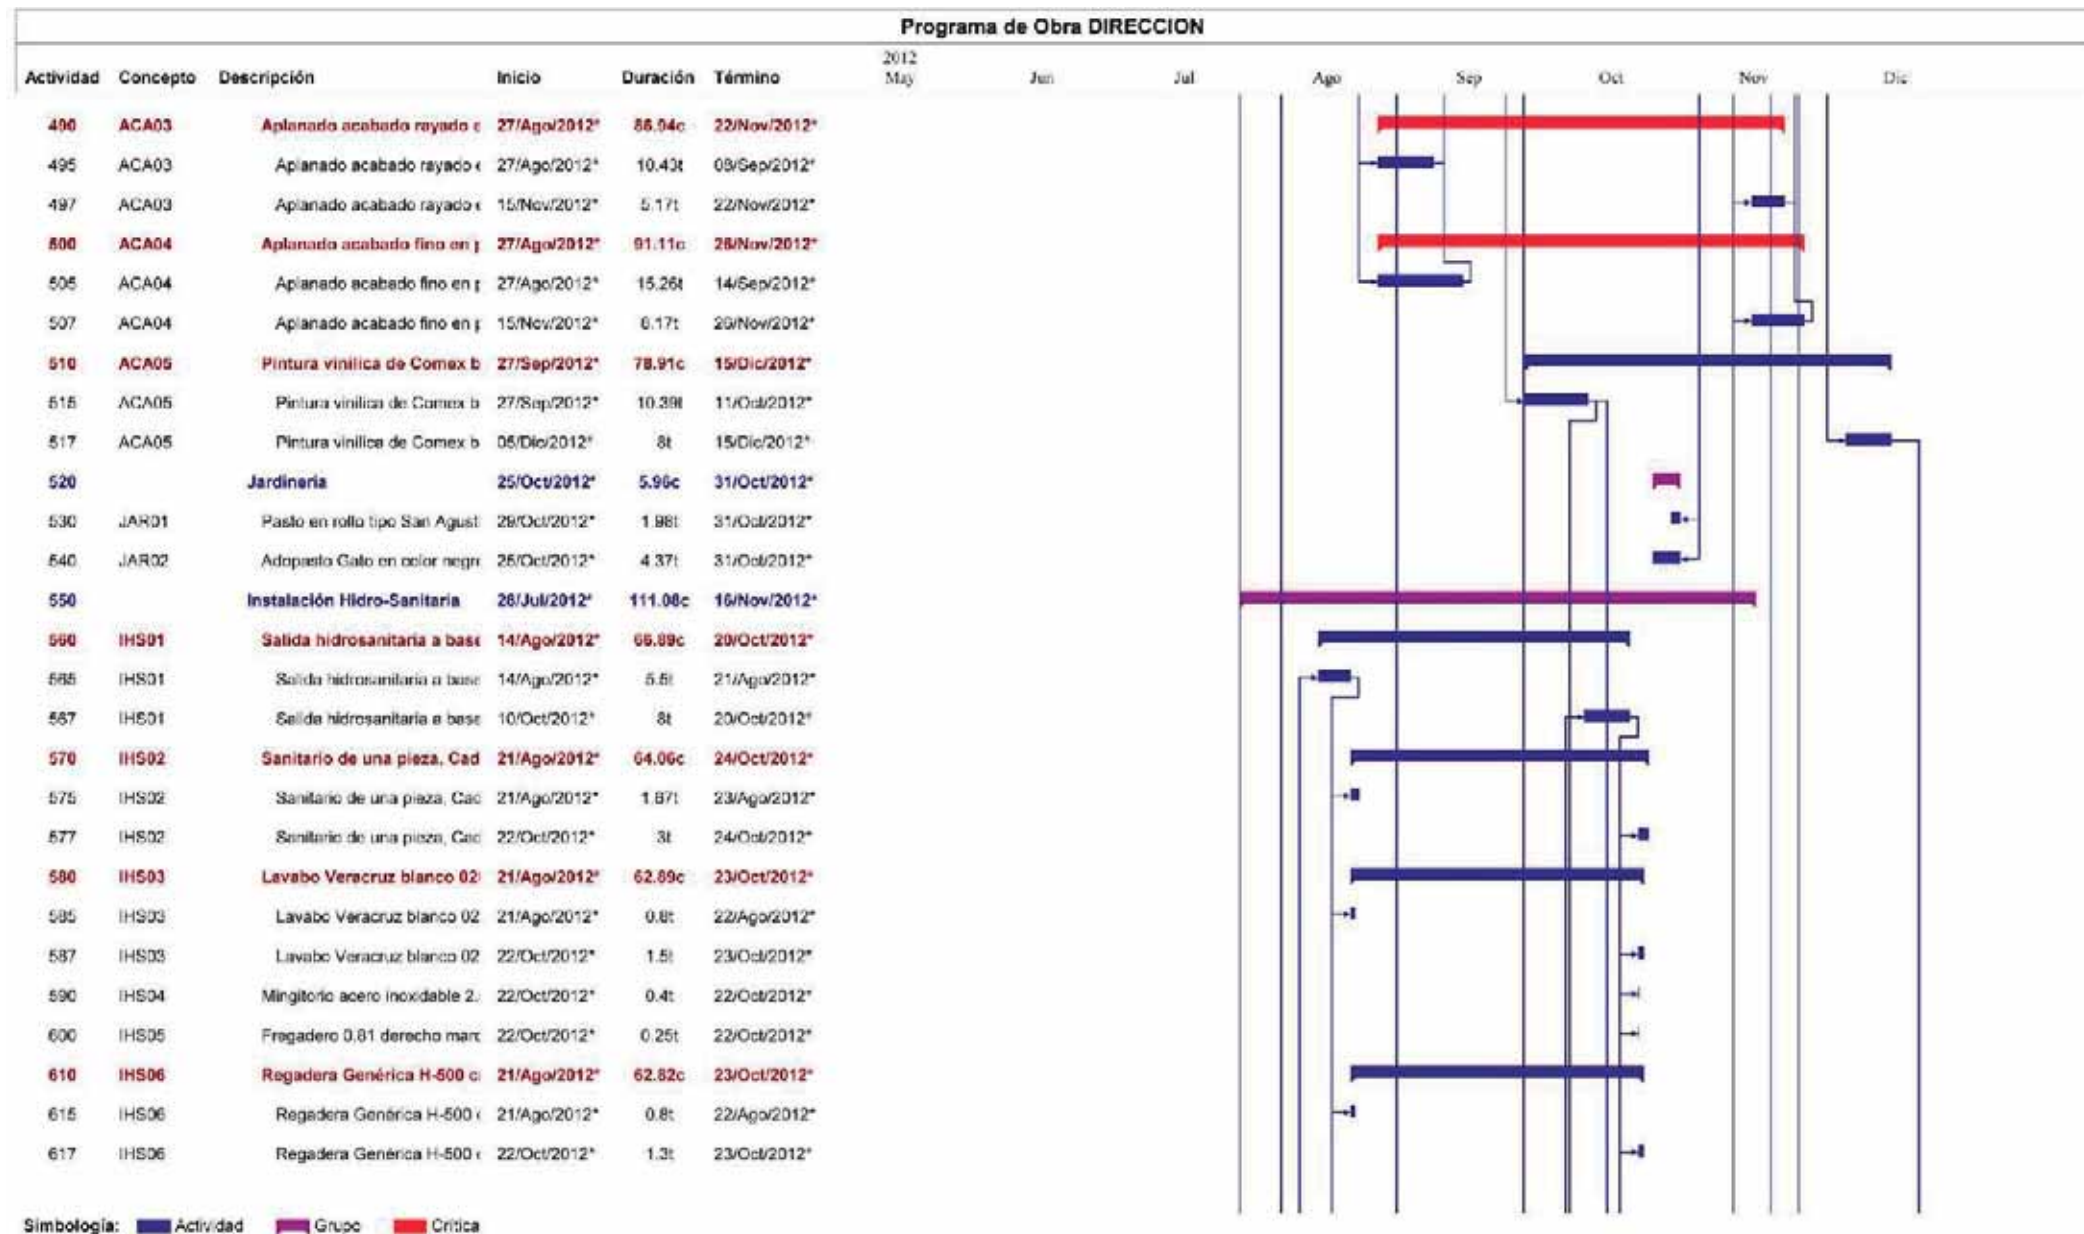 Programa de Obra DIRECCION
2012
Actividad Concepto Descripción Inicio Duración Término May Jun Jul Ago Sep Oct Nov Dic
490 ACA03 Aplanado acabado rayado e 27/Ago/2012* 86.94c 22/Nov/2012*
495 ACA03 Aplanado acabado rayado e 27/Ago/2012* 10.43t 08/Sep/2012*
497 ACA03 Aplanado acabado rayado e 15/Nov/2012* 5.17t 22/Nov/2012*
500 ACA04 Aplanado acabado fino en p 27/Ago/2012* 91.11c 26/Nov/2012*
505 ACA04 Aplanado acabado fino en p 27/Ago/2012* 15.26t 14/Sep/2012*
507 ACA04 Aplanado acabado fino en p 15/Nov/2012* 8.17t 26/Nov/2012*
510 ACA05 Pintura vinilica de Comex b 27/Sep/2012* 78.91c 15/Dic/2012*
515 ACA05 Pintura vinilica de Comex b 27/Sep/2012* 10.39t 11/Oct/2012*
517 ACA05 Pintura vinilica de Comex b 05/Dic/2012* 8t 15/Dic/2012*
520 Jardineria 25/Oct/2012* 5.96c 31/Oct/2012*
530 JAR01 Pasto en rollo tipo San Agust 29/Oct/2012* 1.98t 31/Oct/2012*
540 JAR02 Adopasto Gato en color negr 25/Oct/2012* 4.37t 31/Oct/2012*
550 Instalación Hidro-Sanitaria 28/Jul/2012* 111.08c 16/Nov/2012*
560 IHS01 Salida hidrosanitaria a base 14/Ago/2012* 66.89c 20/Oct/2012*
565 IHS01 Salida hidrosanitaria a base 14/Ago/2012* 5.5t 21/Ago/2012*
567 IHS01 Salida hidrosanitaria a base 10/Oct/2012* 8t 20/Oct/2012*
570 IHS02 Sanitario de una pieza, Cad 21/Ago/2012* 64.06c 24/Oct/2012*
575 IHS02 Sanitario de una pieza, Cad 21/Ago/2012* 1.67t 23/Ago/2012*
577 IHS02 Sanitario de una pieza, Cad 22/Oct/2012* 3t 24/Oct/2012*
580 IHS03 Lavabo Veracruz blanco 02 21/Ago/2012* 62.89c 23/Oct/2012*
585 IHS03 Lavabo Veracruz blanco 02 21/Ago/2012* 0.8t 22/Ago/2012*
587 IHS03 Lavabo Veracruz blanco 02 22/Oct/2012* 1.5t 23/Oct/2012*
590 IHS04 Mingitorio acero inoxidable 2. 22/Oct/2012* 0.4t 22/Oct/2012*
600 IHS05 Fregadero 0.81 derecho marc 22/Oct/2012* 0.25t 22/Oct/2012*
610 IHS06 Regadera Genérica H-500 c 21/Ago/2012* 62.82c 23/Oct/2012*
615 IHS06 Regadera Genérica H-500 c 21/Ago/2012* 0.8t 22/Ago/2012*
617 IHS06 Regadera Genérica H-500 c 22/Oct/2012* 1.3t 23/Oct/2012*
Simbología: Actividad Grupo Crítica